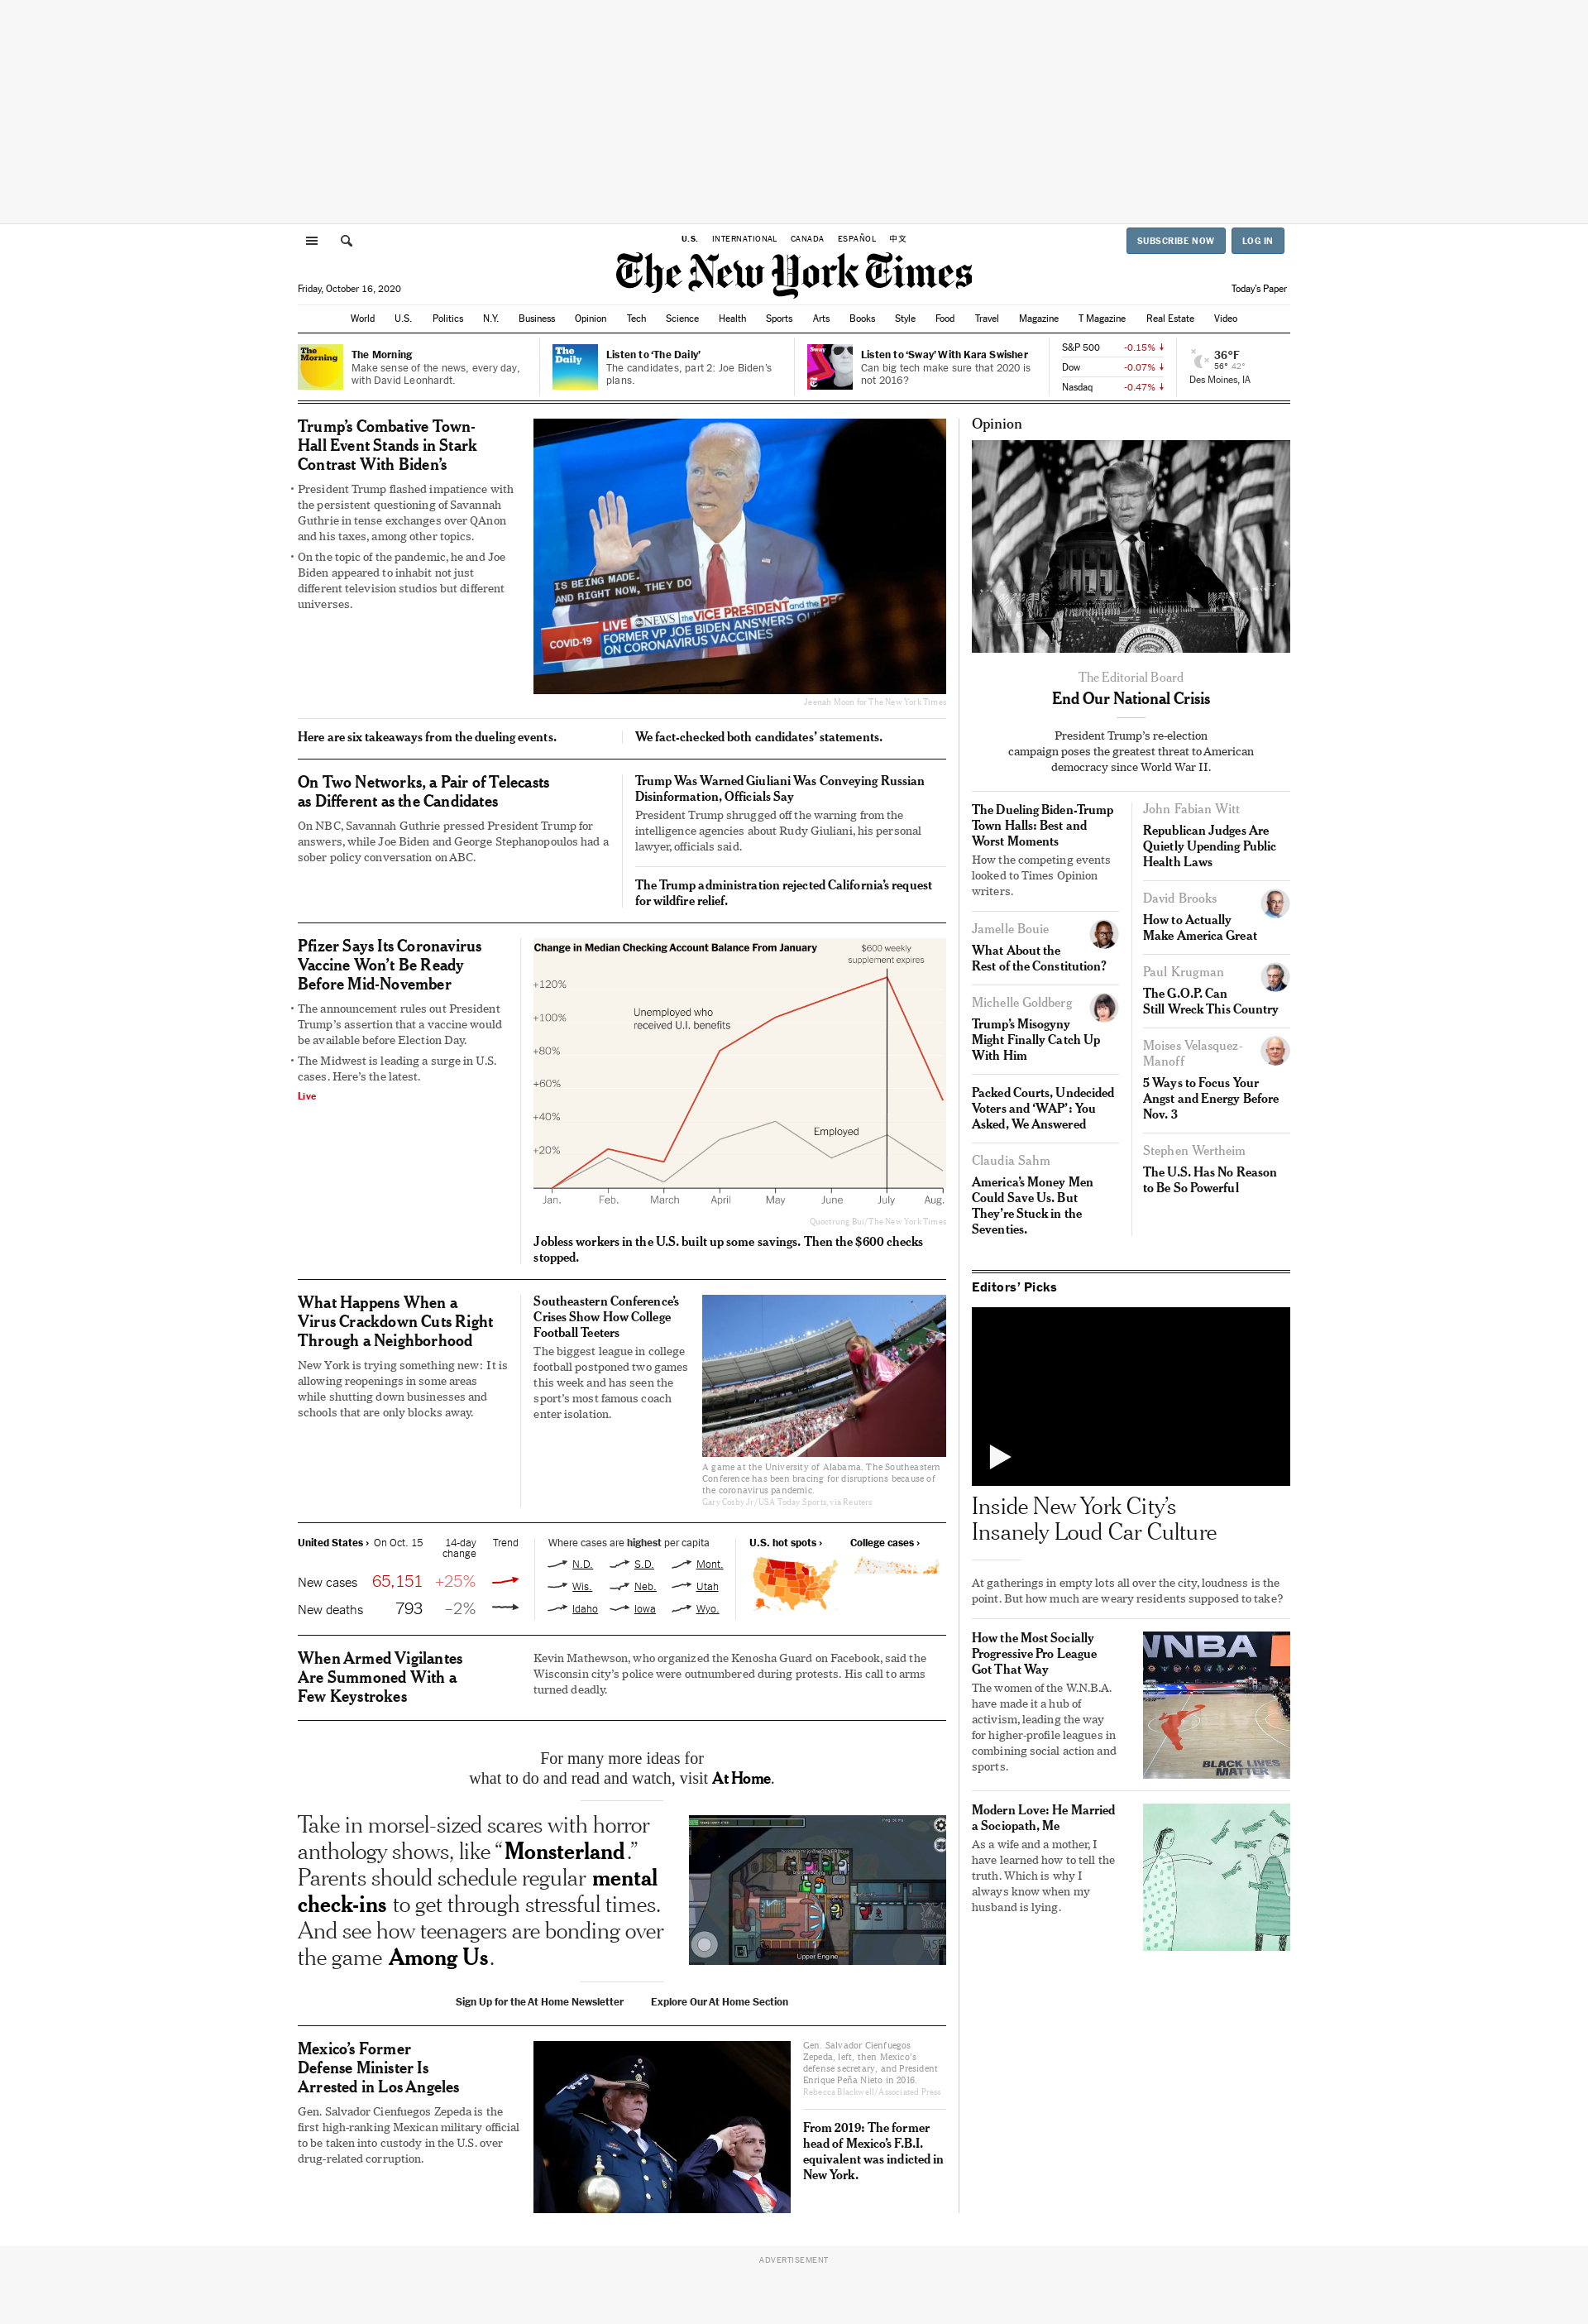 U.S. INTERNATIONAL CANADA ESPAÑOL 中文
SUBSCRIBE NOW LOG IN
The New York Times
Friday, October 16, 2020
Today's Paper
World U.S. Politics N.Y. Business Opinion Tech Science Health Sports Arts Books Style Food Travel Magazine T Magazine Real Estate Video
The Morning
The Morning
Make sense of the news, every day,
with David Leonhardt.
The Daily
Listen to ‘The Daily’
The candidates, part 2: Joe Biden’s
plans.
Sway
Listen to ‘Sway’ With Kara Swisher
Can big tech make sure that 2020 is
not 2016?
S&P 500 -0.15%
Dow -0.07%
Nasdaq -0.47%
36°F
56° 42°
Des Moines, IA
Trump’s Combative Town-
Hall Event Stands in Stark
Contrast With Biden’s
• President Trump flashed impatience with
the persistent questioning of Savannah
Guthrie in tense exchanges over QAnon
and his taxes, among other topics.
• On the topic of the pandemic, he and Joe
Biden appeared to inhabit not just
different television studios but different
universes.
IS BEING MADE.
AND RIGHT NOW, THEY DO
LIVE abc NEWS the VICE PRESIDENT and the PEO
COVID-19 FORMER VP JOE BIDEN ANSWERS QU
ON CORONAVIRUS VACCINES
Jeenah Moon for The New York Times
Here are six takeaways from the dueling events.
We fact-checked both candidates’ statements.
On Two Networks, a Pair of Telecasts
as Different as the Candidates
On NBC, Savannah Guthrie pressed President Trump for
answers, while Joe Biden and George Stephanopoulos had a
sober policy conversation on ABC.
Trump Was Warned Giuliani Was Conveying Russian
Disinformation, Officials Say
President Trump shrugged off the warning from the
intelligence agencies about Rudy Giuliani, his personal
lawyer, officials said.
The Trump administration rejected California’s request
for wildfire relief.
Pfizer Says Its Coronavirus
Vaccine Won’t Be Ready
Before Mid-November
• The announcement rules out President
Trump’s assertion that a vaccine would
be available before Election Day.
• The Midwest is leading a surge in U.S.
cases. Here’s the latest.
Live
Change in Median Checking Account Balance From January
$600 weekly
supplement expires
+120%
+100%
+80%
+60%
+40%
+20%
Unemployed who
received U.I. benefits
Employed
Jan. Feb. March April May June July Aug.
Quoctrung Bui/The New York Times
Jobless workers in the U.S. built up some savings. Then the $600 checks
stopped.
What Happens When a
Virus Crackdown Cuts Right
Through a Neighborhood
New York is trying something new: It is
allowing reopenings in some areas
while shutting down businesses and
schools that are only blocks away.
Southeastern Conference’s
Crises Show How College
Football Teeters
The biggest league in college
football postponed two games
this week and has seen the
sport’s most famous coach
enter isolation.
A game at the University of Alabama. The Southeastern
Conference has been bracing for disruptions because of
the coronavirus pandemic.
Gary Cosby Jr/USA Today Sports, via Reuters
United States › On Oct. 15 14-day
change Trend
New cases 65,151 +25%
New deaths 793 –2%
Where cases are highest per capita
N.D. S.D. Mont.
Wis. Neb. Utah
Idaho Iowa Wyo.
U.S. hot spots ›
College cases ›
When Armed Vigilantes
Are Summoned With a
Few Keystrokes
Kevin Mathewson, who organized the Kenosha Guard on Facebook, said the
Wisconsin city’s police were outnumbered during protests. His call to arms
turned deadly.
For many more ideas for
what to do and read and watch, visit At Home.
Take in morsel-sized scares with horror
anthology shows, like “Monsterland.”
Parents should schedule regular mental
check-ins to get through stressful times.
And see how teenagers are bonding over
the game Among Us.
Upper Engine
Sign Up for the At Home Newsletter
Explore Our At Home Section
Mexico’s Former
Defense Minister Is
Arrested in Los Angeles
Gen. Salvador Cienfuegos Zepeda is the
first high-ranking Mexican military official
to be taken into custody in the U.S. over
drug-related corruption.
Gen. Salvador Cienfuegos
Zepeda, left, then Mexico’s
defense secretary, and President
Enrique Peña Nieto in 2016.
Rebecca Blackwell/Associated Press
From 2019: The former
head of Mexico’s F.B.I.
equivalent was indicted in
New York.
Opinion
The Editorial Board
End Our National Crisis
President Trump’s re-election
campaign poses the greatest threat to American
democracy since World War II.
The Dueling Biden-Trump
Town Halls: Best and
Worst Moments
How the competing events
looked to Times Opinion
writers.
Jamelle Bouie
What About the
Rest of the Constitution?
Michelle Goldberg
Trump’s Misogyny
Might Finally Catch Up
With Him
Packed Courts, Undecided
Voters and ‘WAP’: You
Asked, We Answered
Claudia Sahm
America’s Money Men
Could Save Us. But
They’re Stuck in the
Seventies.
John Fabian Witt
Republican Judges Are
Quietly Upending Public
Health Laws
David Brooks
How to Actually
Make America Great
Paul Krugman
The G.O.P. Can
Still Wreck This Country
Moises Velasquez-
Manoff
5 Ways to Focus Your
Angst and Energy Before
Nov. 3
Stephen Wertheim
The U.S. Has No Reason
to Be So Powerful
Editors’ Picks
Inside New York City’s
Insanely Loud Car Culture
At gatherings in empty lots all over the city, loudness is the
point. But how much are weary residents supposed to take?
How the Most Socially
Progressive Pro League
Got That Way
The women of the W.N.B.A.
have made it a hub of
activism, leading the way
for higher-profile leagues in
combining social action and
sports.
WNBA
BLACK LIVES
MATTER
Modern Love: He Married
a Sociopath, Me
As a wife and a mother, I
have learned how to tell the
truth. Which is why I
always know when my
husband is lying.
ADVERTISEMENT